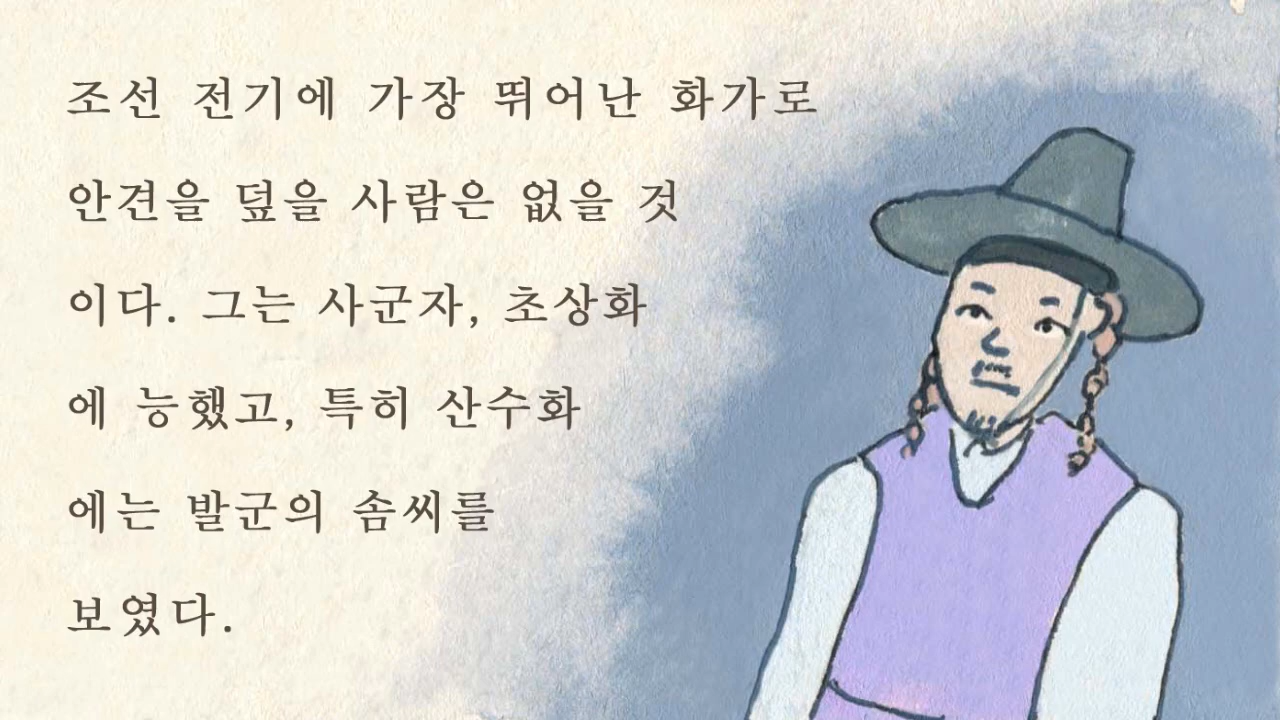 조선 전기에 가장 뛰어난 화가로
안견을 덮을 사람은 없을 것
이다. 그는 사군자, 초상화
에 능했고, 특히 산수화
에는 발군의 솜씨를
보였다.